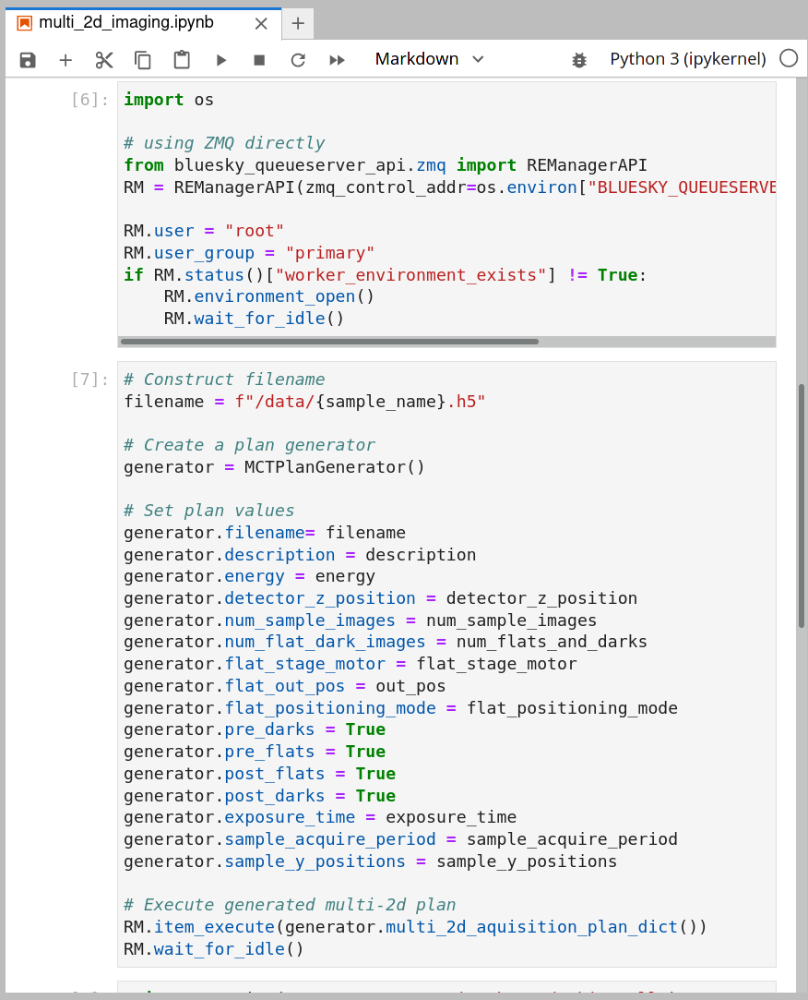 multi_2d_imaging.ipynb
Markdown
Python 3 (ipykernel)
[6]:
import os
# using ZMQ directly
from bluesky_queueserver_api.zmq import REManagerAPI
RM = REManagerAPI(zmq_control_addr=os.environ["BLUESKY_QUEUESERVE
RM.user = "root"
RM.user_group = "primary"
if RM.status()["worker_environment_exists"] != True:
    RM.environment_open()
    RM.wait_for_idle()
[7]:
# Construct filename
filename = f"/data/{sample_name}.h5"
# Create a plan generator
generator = MCTPlanGenerator()
# Set plan values
generator.filename= filename
generator.description = description
generator.energy = energy
generator.detector_z_position = detector_z_position
generator.num_sample_images = num_sample_images
generator.num_flat_dark_images = num_flats_and_darks
generator.flat_stage_motor = flat_stage_motor
generator.flat_out_pos = out_pos
generator.flat_positioning_mode = flat_positioning_mode
generator.pre_darks = True
generator.pre_flats = True
generator.post_flats = True
generator.post_darks = True
generator.exposure_time = exposure_time
generator.sample_acquire_period = sample_acquire_period
generator.sample_y_positions = sample_y_positions
# Execute generated multi-2d plan
RM.item_execute(generator.multi_2d_aquisition_plan_dict())
RM.wait_for_idle()